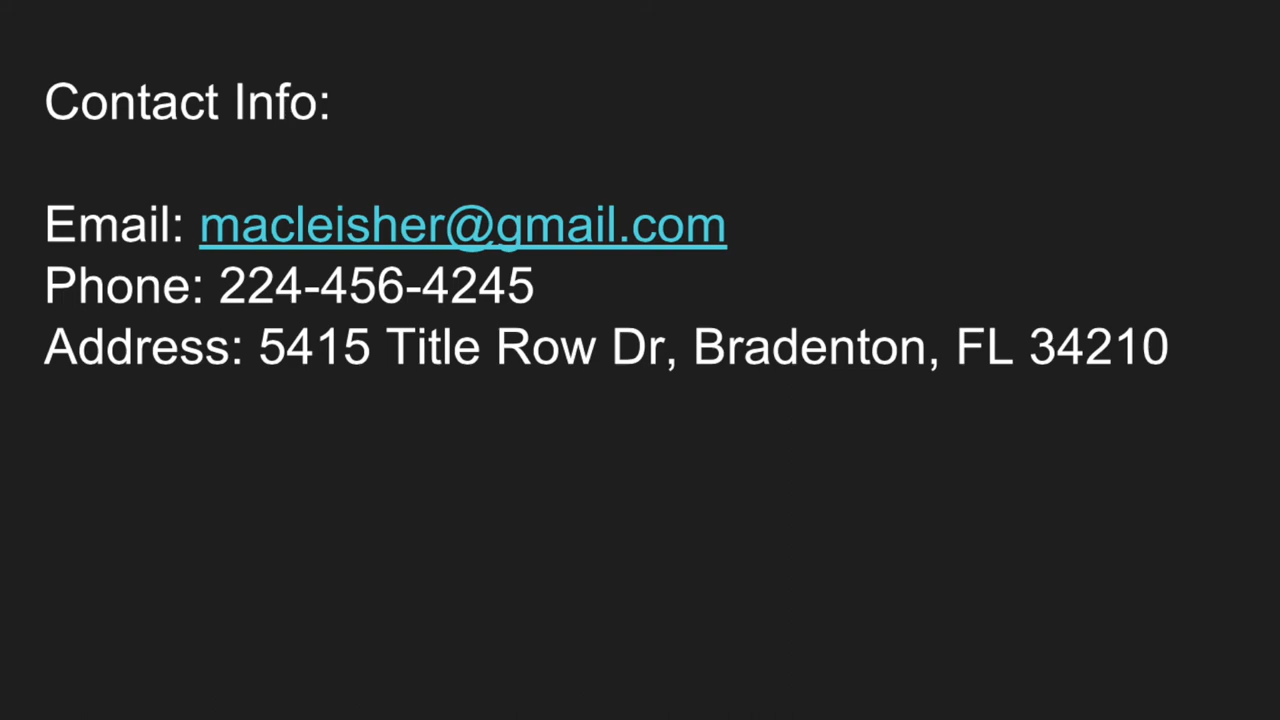 Contact Info:
Email: macleisher@gmail.com
Phone: 224-456-4245
Address: 5415 Title Row Dr, Bradenton, FL 34210